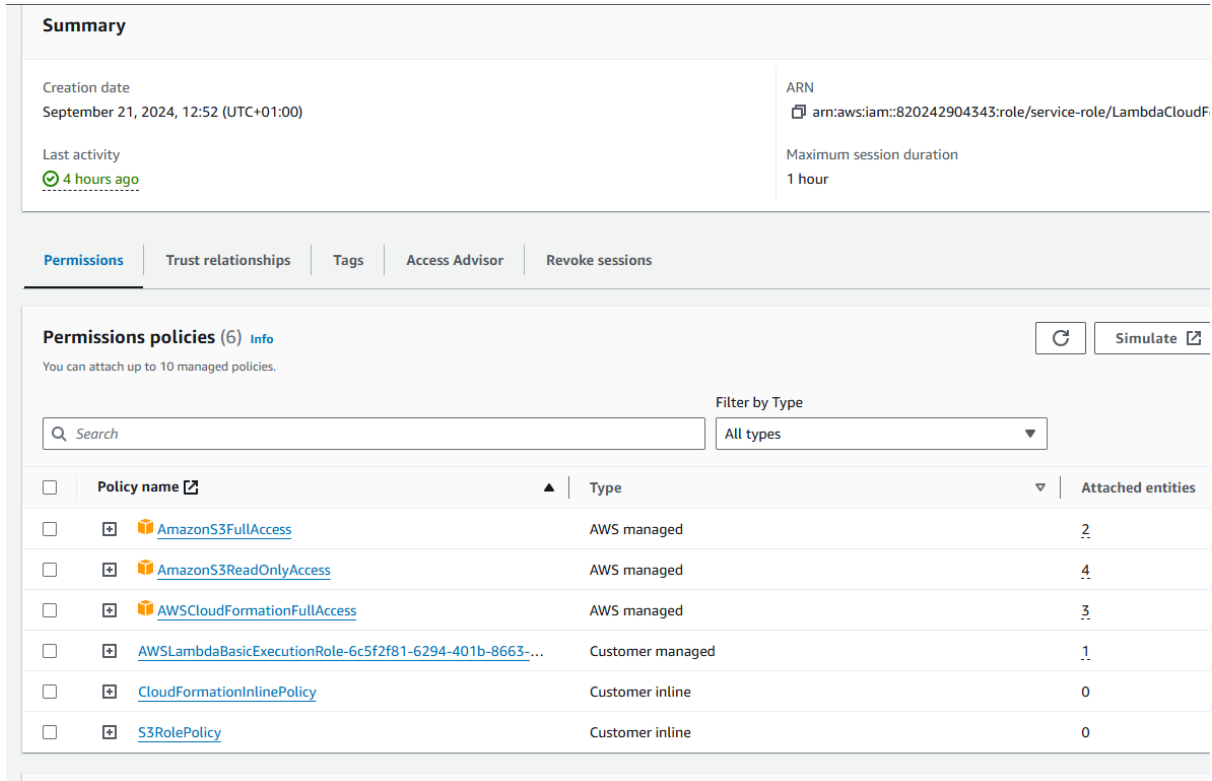 Summary
Creation date
September 21, 2024, 12:52 (UTC+01:00)
Last activity
4 hours ago
ARN
arn:aws:iam::820242904343:role/service-role/LambdaCloudF
Maximum session duration
1 hour
Permissions Trust relationships Tags Access Advisor Revoke sessions
Permissions policies (6) Info
You can attach up to 10 managed policies.
Simulate
Filter by Type
Search All types
Policy name Type Attached entities
AmazonS3FullAccess AWS managed 2
AmazonS3ReadOnlyAccess AWS managed 4
AWSCloudFormationFullAccess AWS managed 3
AWSLambdaBasicExecutionRole-6c5f2f81-6294-401b-8663-... Customer managed 1
CloudFormationInlinePolicy Customer inline 0
S3RolePolicy Customer inline 0